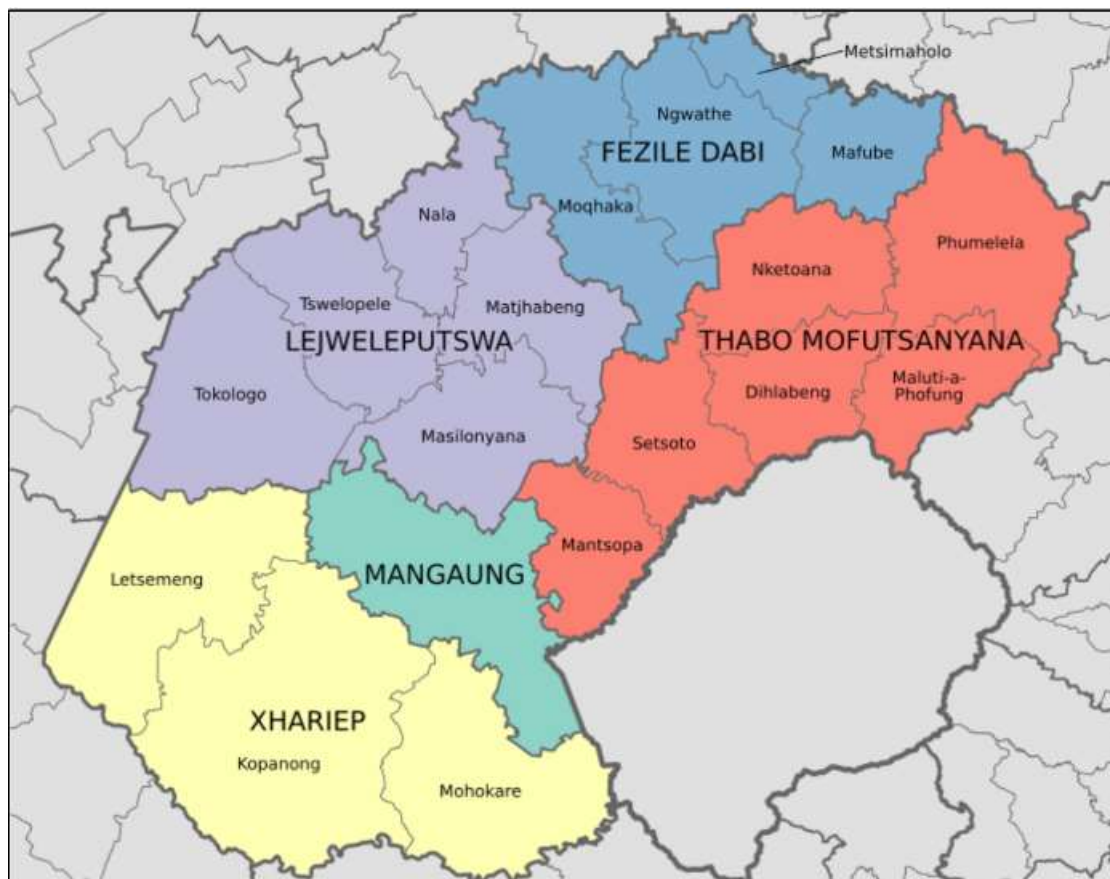 Metsimaholo
Ngwathe
FEZILE DABI
Mafube
Moqhaka
Nala
Phumelela
Nketoana
Tswelopele
Matjhabeng
LEJWELEPUTSWA
THABO MOFUTSANYANA
Tokologo
Dihlabeng
Maluti-a-
Phofung
Masilonyana
Setsoto
Mantsopa
Letsemeng
MANGAUNG
XHARIEP
Kopanong
Mohokare